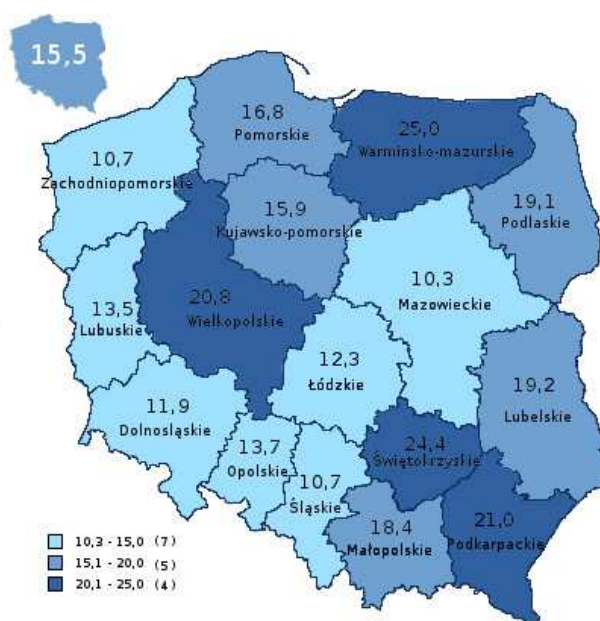 15,5
16,8
Pomorskie
25,0
Warminsko-mazurskie
10,7
Zachodniopomorskie
19,1
Podlaskie
15,9
Kujawsko-pomorskie
10,3
Mazowieckie
20,8
Wielkopolskie
13,5
Lubuskie
12,3
Łódzkie
19,2
Lubelskie
11,9
Dolnosląskie
13,7
Opolskie
24,4
Świętokrzyskie
10,7
Śląskie
18,4
Małopolskie
21,0
Podkarpackie
10,3 - 15,0 (7)
15,1 - 20,0 (5)
20,1 - 25,0 (4)